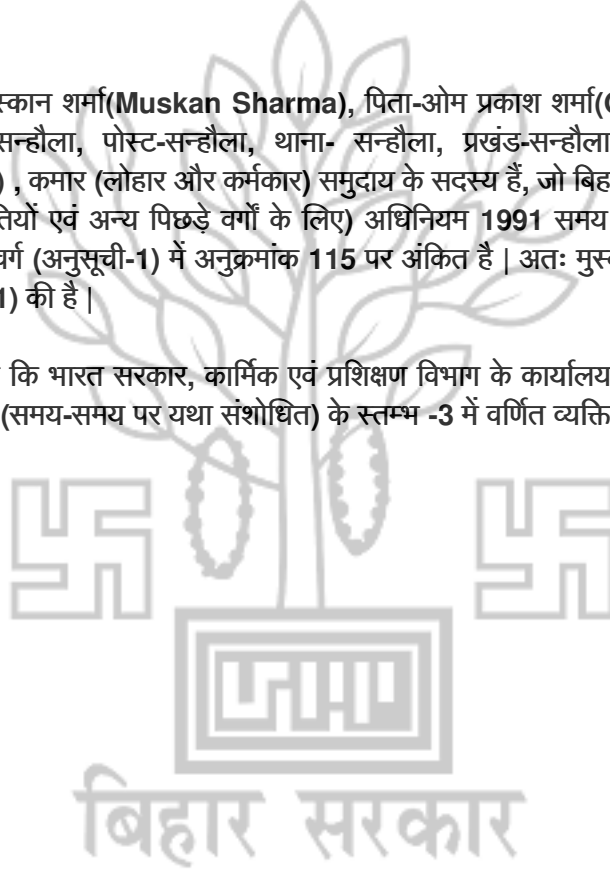 स्कान शर्मा(Muskan Sharma), पिता-ओम प्रकाश शर्मा(
सन्हौला, पोस्ट-सन्हौला, थाना- सन्हौला, प्रखंड-सन्हौला
) , कमार (लोहार और कर्मकार) समुदाय के सदस्य हैं, जो बिह
तियों एवं अन्य पिछड़े वर्गों के लिए) अधिनियम 1991 समय
वर्ग (अनुसूची-1) में अनुक्रमांक 115 पर अंकित है | अतः मुस्
1) की है |
कि भारत सरकार, कार्मिक एवं प्रशिक्षण विभाग के कार्यालय
(समय-समय पर यथा संशोधित) के स्तम्भ -3 में वर्णित व्यक्ति
बिहार सरकार